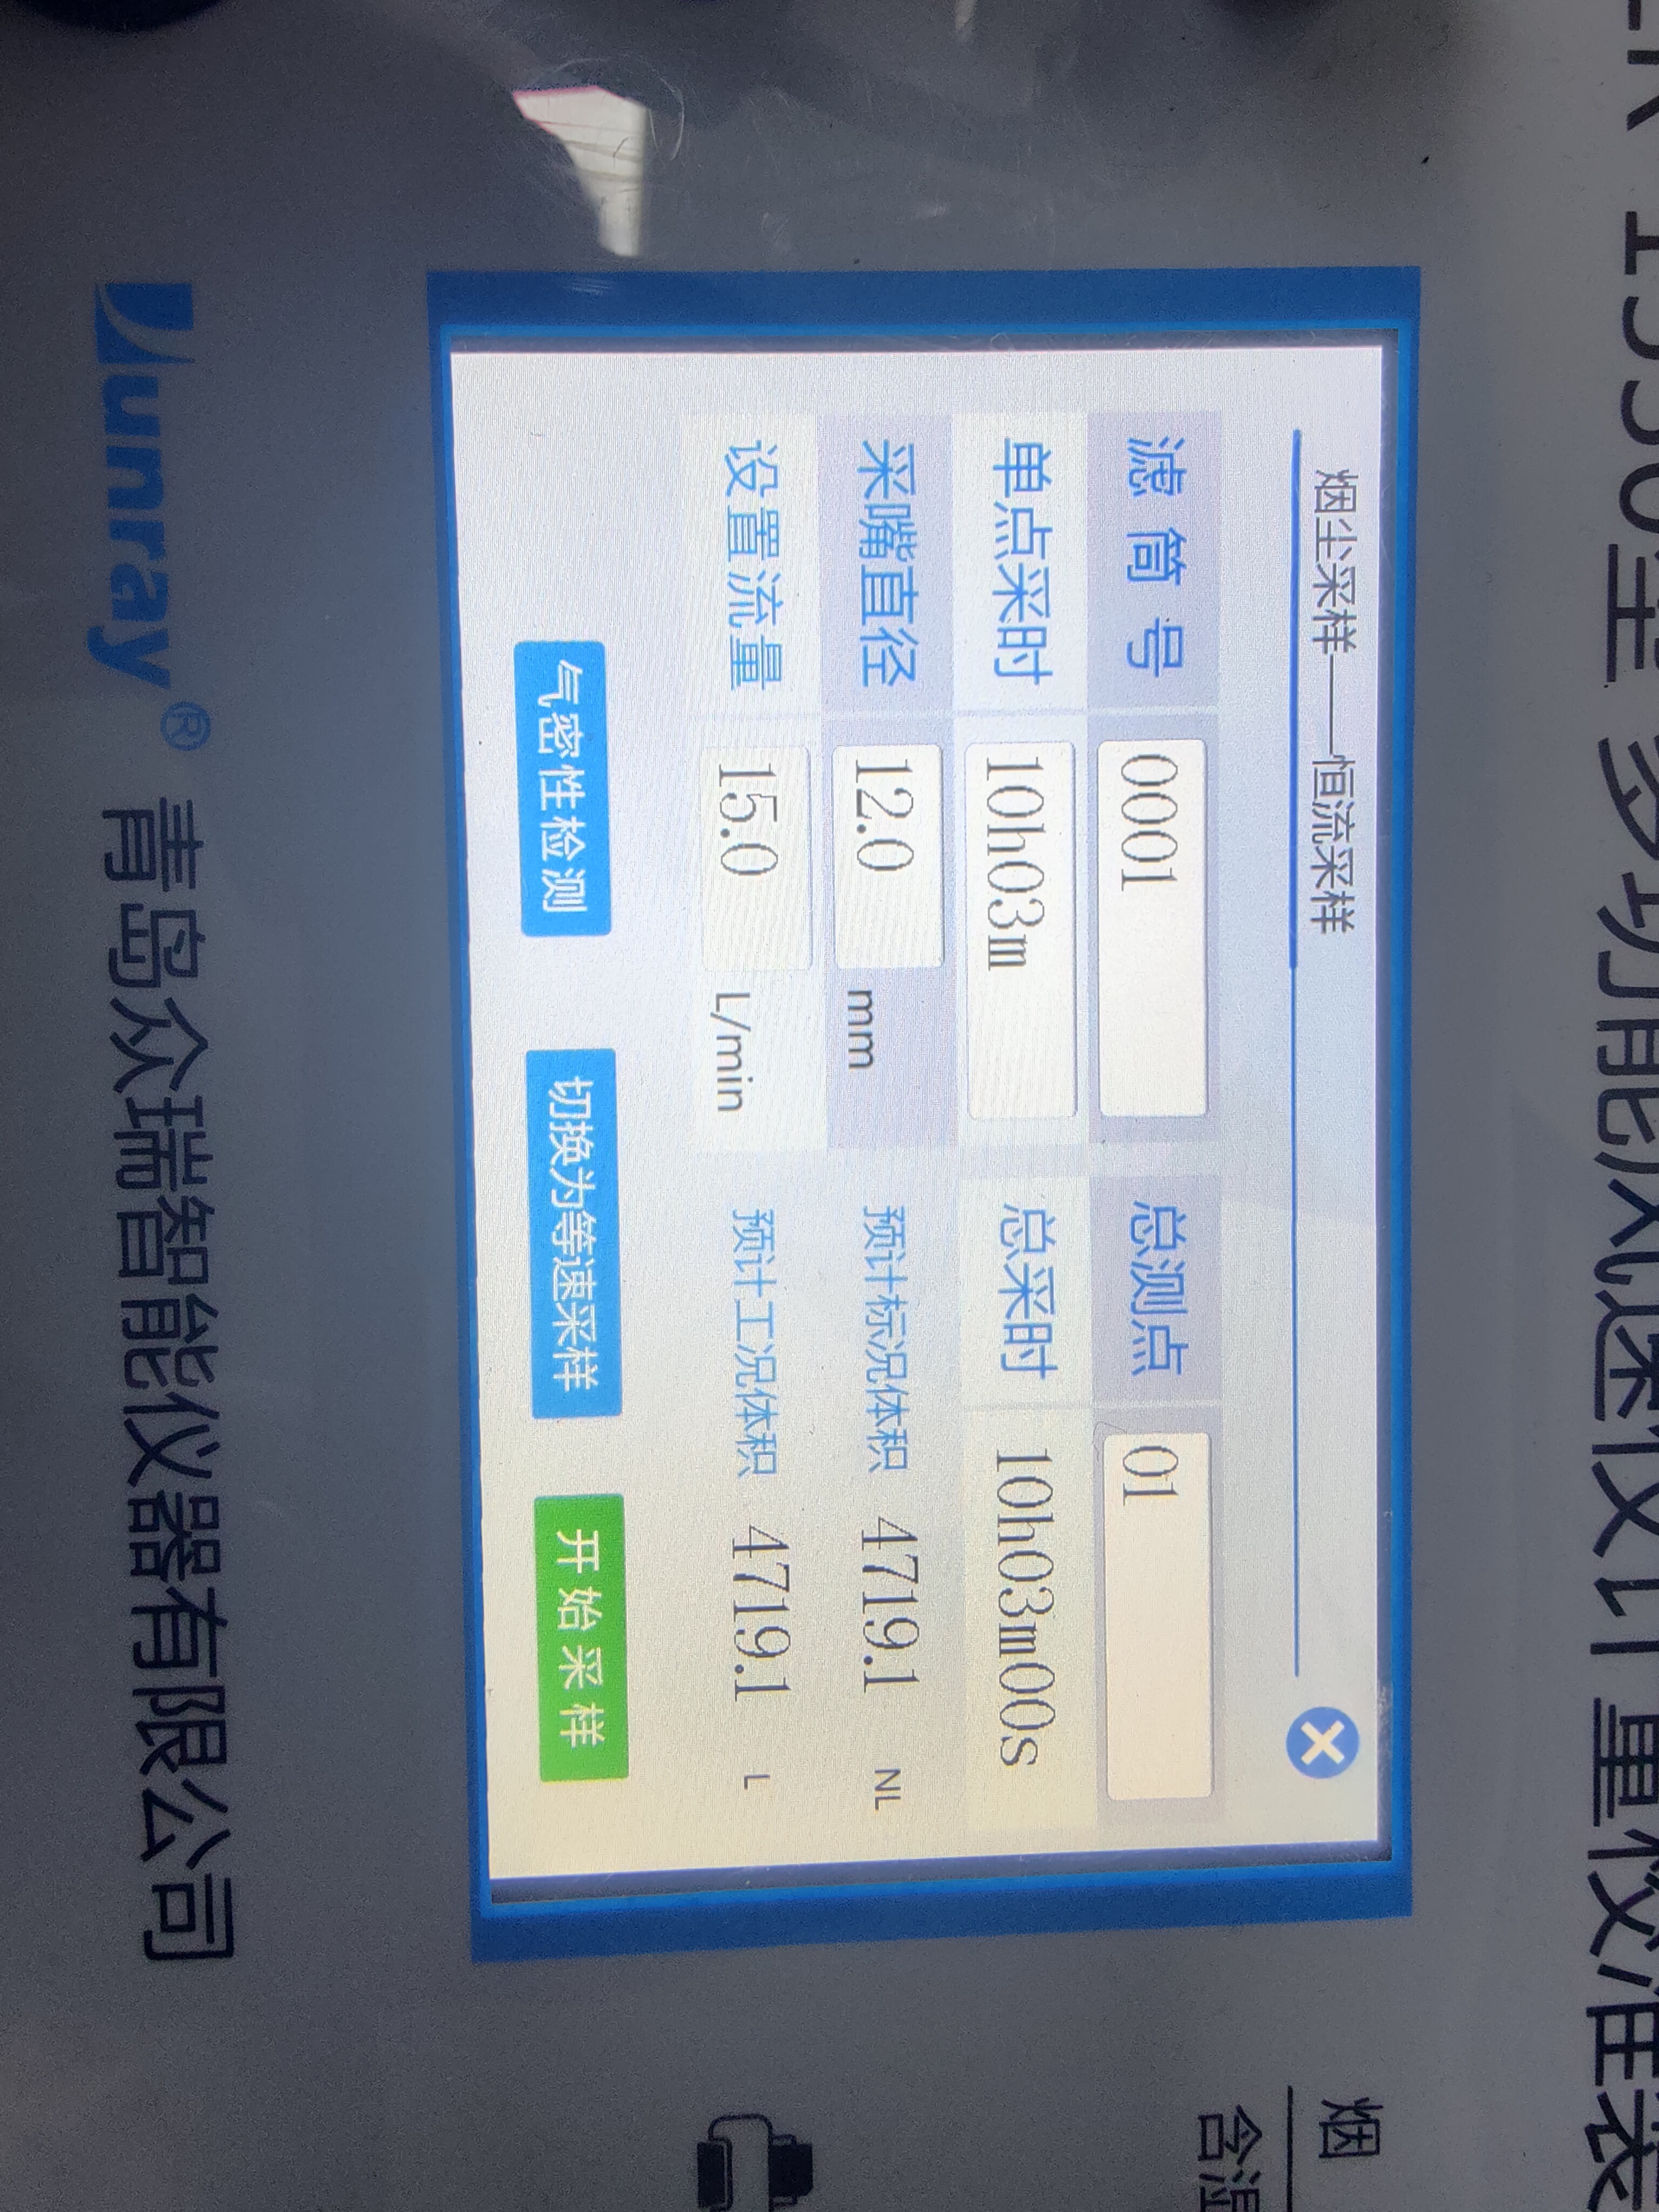 1550型 多功能风速仪计量校准装
烟尘采样——恒流采样
滤筒号 0001 总测点 01
单点采时 10h03m 总采时 10h03m00s
采嘴直径 12.0 mm 预计标况体积 4719.1 NL
设置流量 15.0 L/min 预计工况体积 4719.1 L
气密性检测 切换为等速采样 开始采样
烟
含湿
Junray® 青岛众瑞智能仪器有限公司